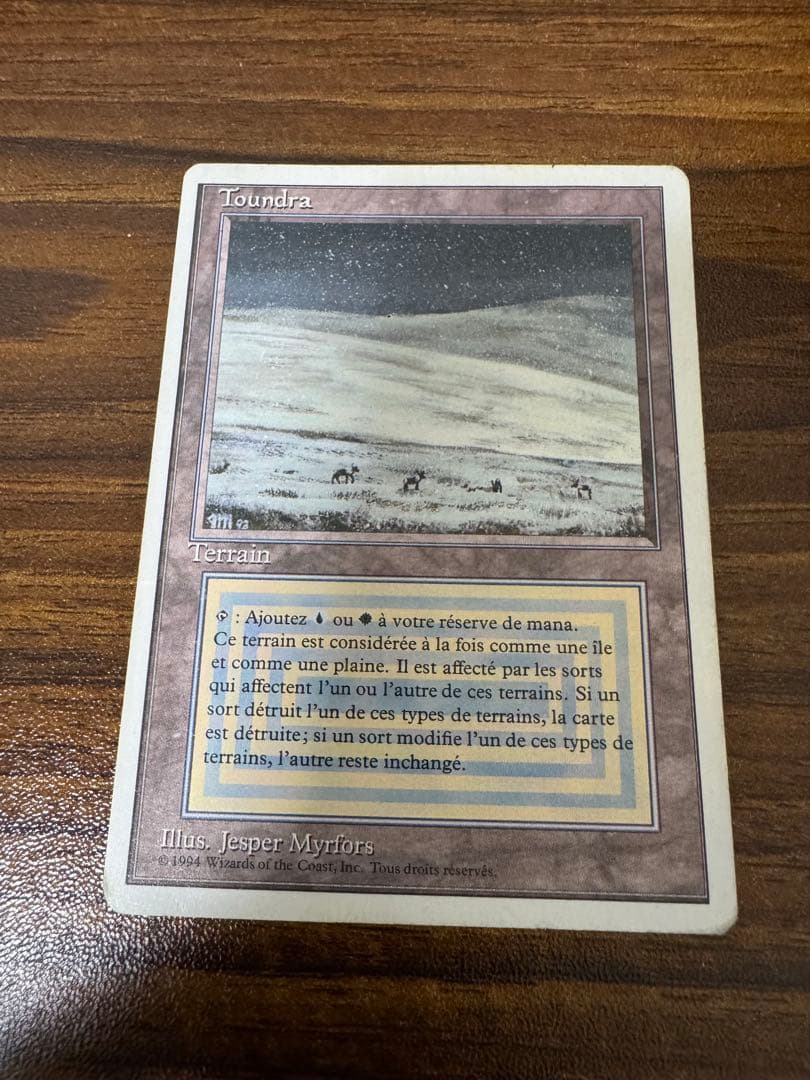 Toundra
93
Terrain
: Ajoutez ou à votre réserve de mana.
Ce terrain est considérée à la fois comme une île
et comme une plaine. Il est affecté par les sorts
qui affectent l'un ou l'autre de ces terrains. Si un
sort détruit l'un de ces types de terrains, la carte
est détruite; si un sort modifie l'un de ces types de
terrains, l'autre reste inchangé.
Illus. Jesper Myrfors
© 1994 Wizards of the Coast, Inc. Tous droits réservés.